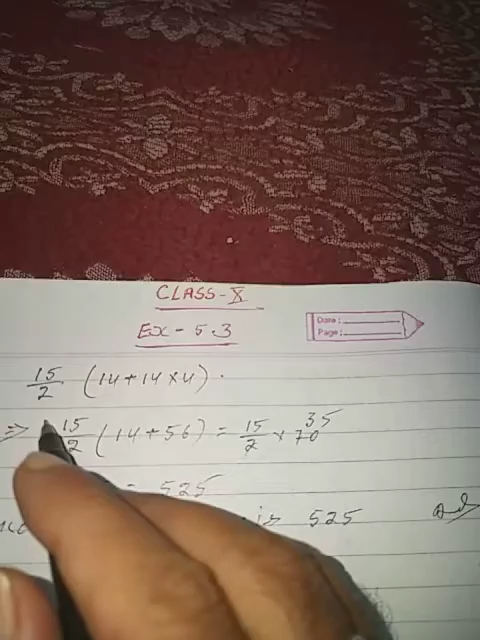 CLASS-X
EX - 5.3
Date:
Page:
15/2 (14+14×4).
⇒ 15/2 (14+56) = 15/2 × 70 35
= 525
is 525